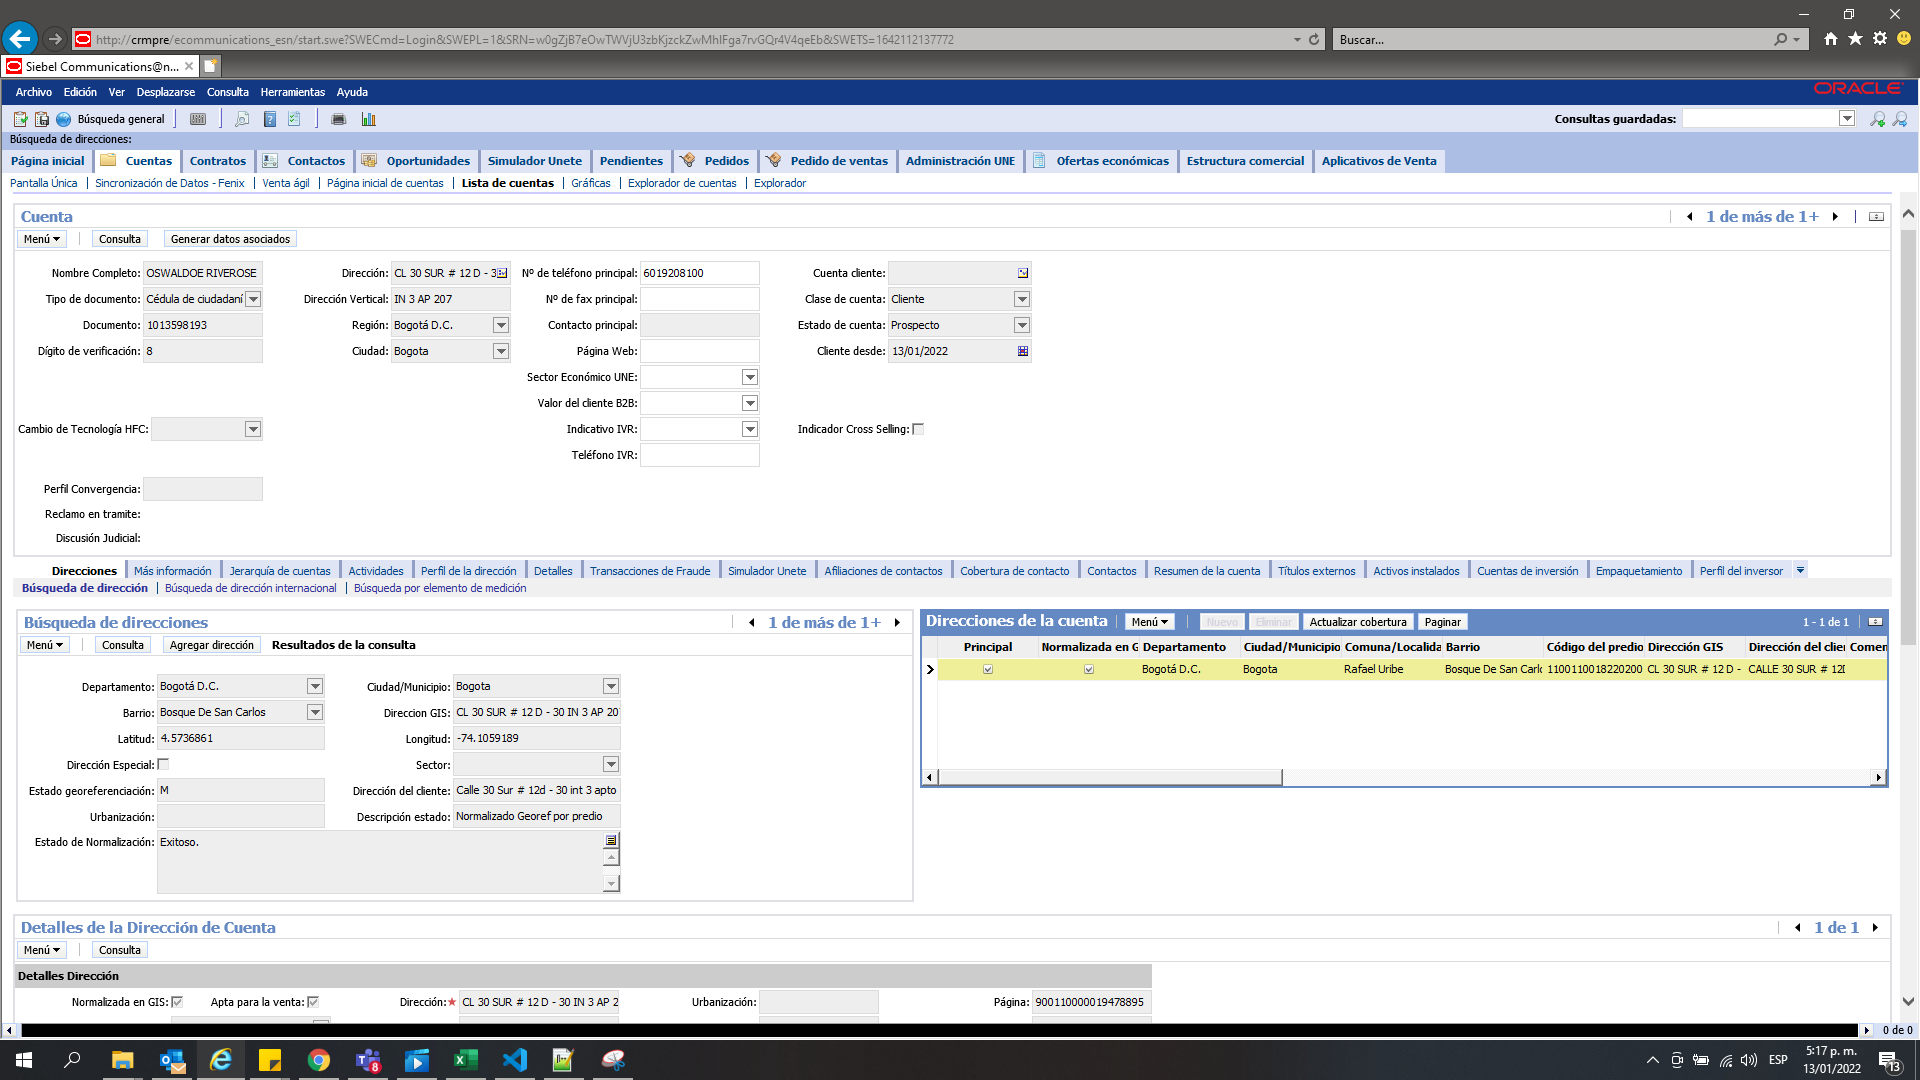 http://crmpre/ecommunications_esn/start.swe?SWECmd=Login&SWEPL=1&SRN=w0gZjB7eOwTWVjU3zbKjzckZwMhIFga7rvGQr4V4qeEb&SWETS=1642112137772
Buscar...
Siebel Communications@n...
Archivo Edición Ver Desplazarse Consulta Herramientas Ayuda
ORACLE
Búsqueda general
Consultas guardadas:
Búsqueda de direcciones:
Página inicial Cuentas Contratos Contactos Oportunidades Simulador Unete Pendientes Pedidos Pedido de ventas Administración UNE Ofertas económicas Estructura comercial Aplicativos de Venta
Pantalla Única Sincronización de Datos - Fenix Venta ágil Página inicial de cuentas Lista de cuentas Gráficas Explorador de cuentas Explorador
Cuenta
1 de más de 1+
Menú Consulta Generar datos asociados
Nombre Completo: OSWALDOE RIVEROSE Dirección: CL 30 SUR # 12 D - 3 Nº de teléfono principal: 6019208100 Cuenta cliente:
Tipo de documento: Cédula de ciudadaní Dirección Vertical: IN 3 AP 207 Nº de fax principal: Clase de cuenta: Cliente
Documento: 1013598193 Región: Bogotá D.C. Contacto principal: Estado de cuenta: Prospecto
Dígito de verificación: 8 Ciudad: Bogota Página Web: Cliente desde: 13/01/2022
Sector Económico UNE:
Valor del cliente B2B:
Cambio de Tecnología HFC: Indicativo IVR: Indicador Cross Selling:
Teléfono IVR:
Perfil Convergencia:
Reclamo en tramite:
Discusión Judicial:
Direcciones Más información Jerarquía de cuentas Actividades Perfil de la dirección Detalles Transacciones de Fraude Simulador Unete Afiliaciones de contactos Cobertura de contacto Contactos Resumen de la cuenta Títulos externos Activos instalados Cuentas de inversión Empaquetamiento Perfil del inversor
Búsqueda de dirección Búsqueda de dirección internacional Búsqueda por elemento de medición
Búsqueda de direcciones
1 de más de 1+
Menú Consulta Agregar dirección Resultados de la consulta
Departamento: Bogotá D.C. Ciudad/Municipio: Bogota
Barrio: Bosque De San Carlos Direccion GIS: CL 30 SUR # 12 D - 30 IN 3 AP 20
Latitud: 4.5736861 Longitud: -74.1059189
Dirección Especial: Sector:
Estado georeferenciación: M Dirección del cliente: Calle 30 Sur # 12d - 30 int 3 apto
Urbanización: Descripción estado: Normalizado Georef por predio
Estado de Normalización: Exitoso.
Direcciones de la cuenta Menú Nuevo Eliminar Actualizar cobertura Paginar 1 - 1 de 1
Principal Normalizada en G Departamento Ciudad/Municipio Comuna/Localida Barrio Código del predio Dirección GIS Dirección del clie Comen
Bogotá D.C. Bogota Rafael Uribe Bosque De San Carl 1100110018220200 CL 30 SUR # 12 D - CALLE 30 SUR # 12
Detalles de la Dirección de Cuenta
1 de 1
Menú Consulta
Detalles Dirección
Normalizada en GIS: Apta para la venta: Dirección:* CL 30 SUR # 12 D - 30 IN 3 AP 2 Urbanización: Página: 900110000019478895
0 de 0
8
ESP
5:17 p. m.
13/01/2022
13